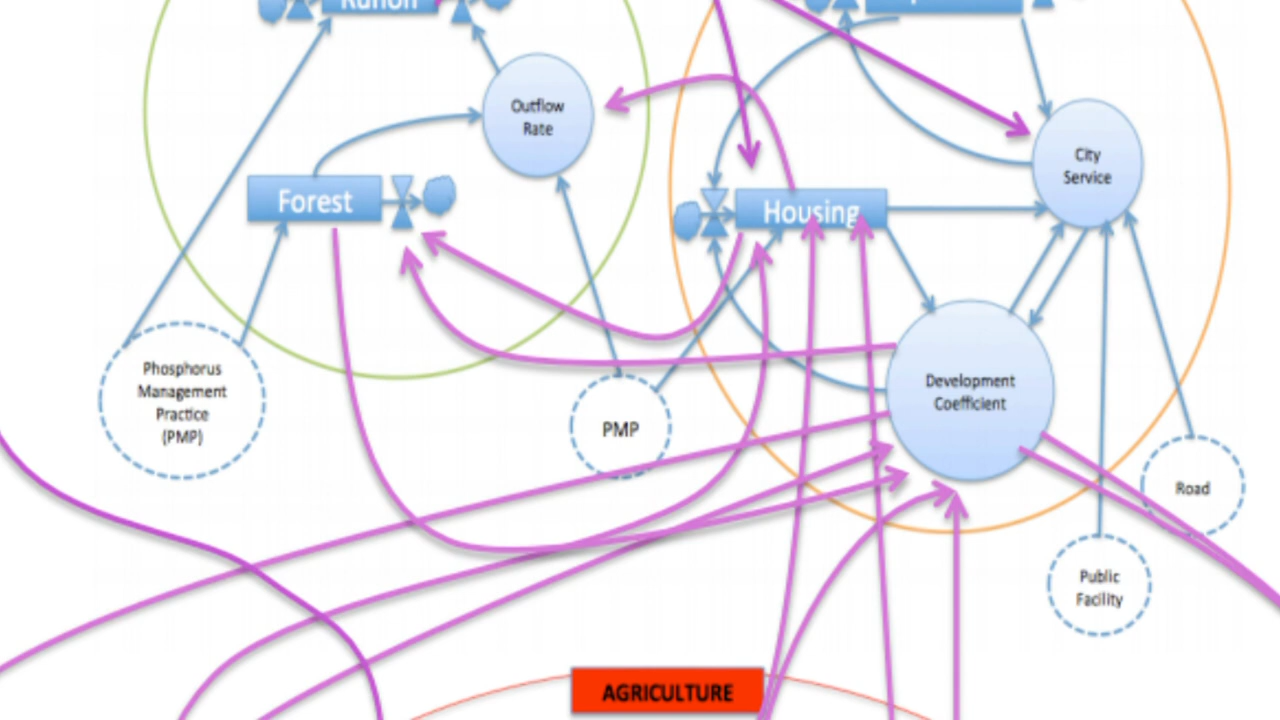 Runoff
Outflow
Rate
City
Service
Forest
Housing
Phosphorus
Management
Practice
(PMP)
Development
Coefficient
PMP
Road
Public
Facility
AGRICULTURE